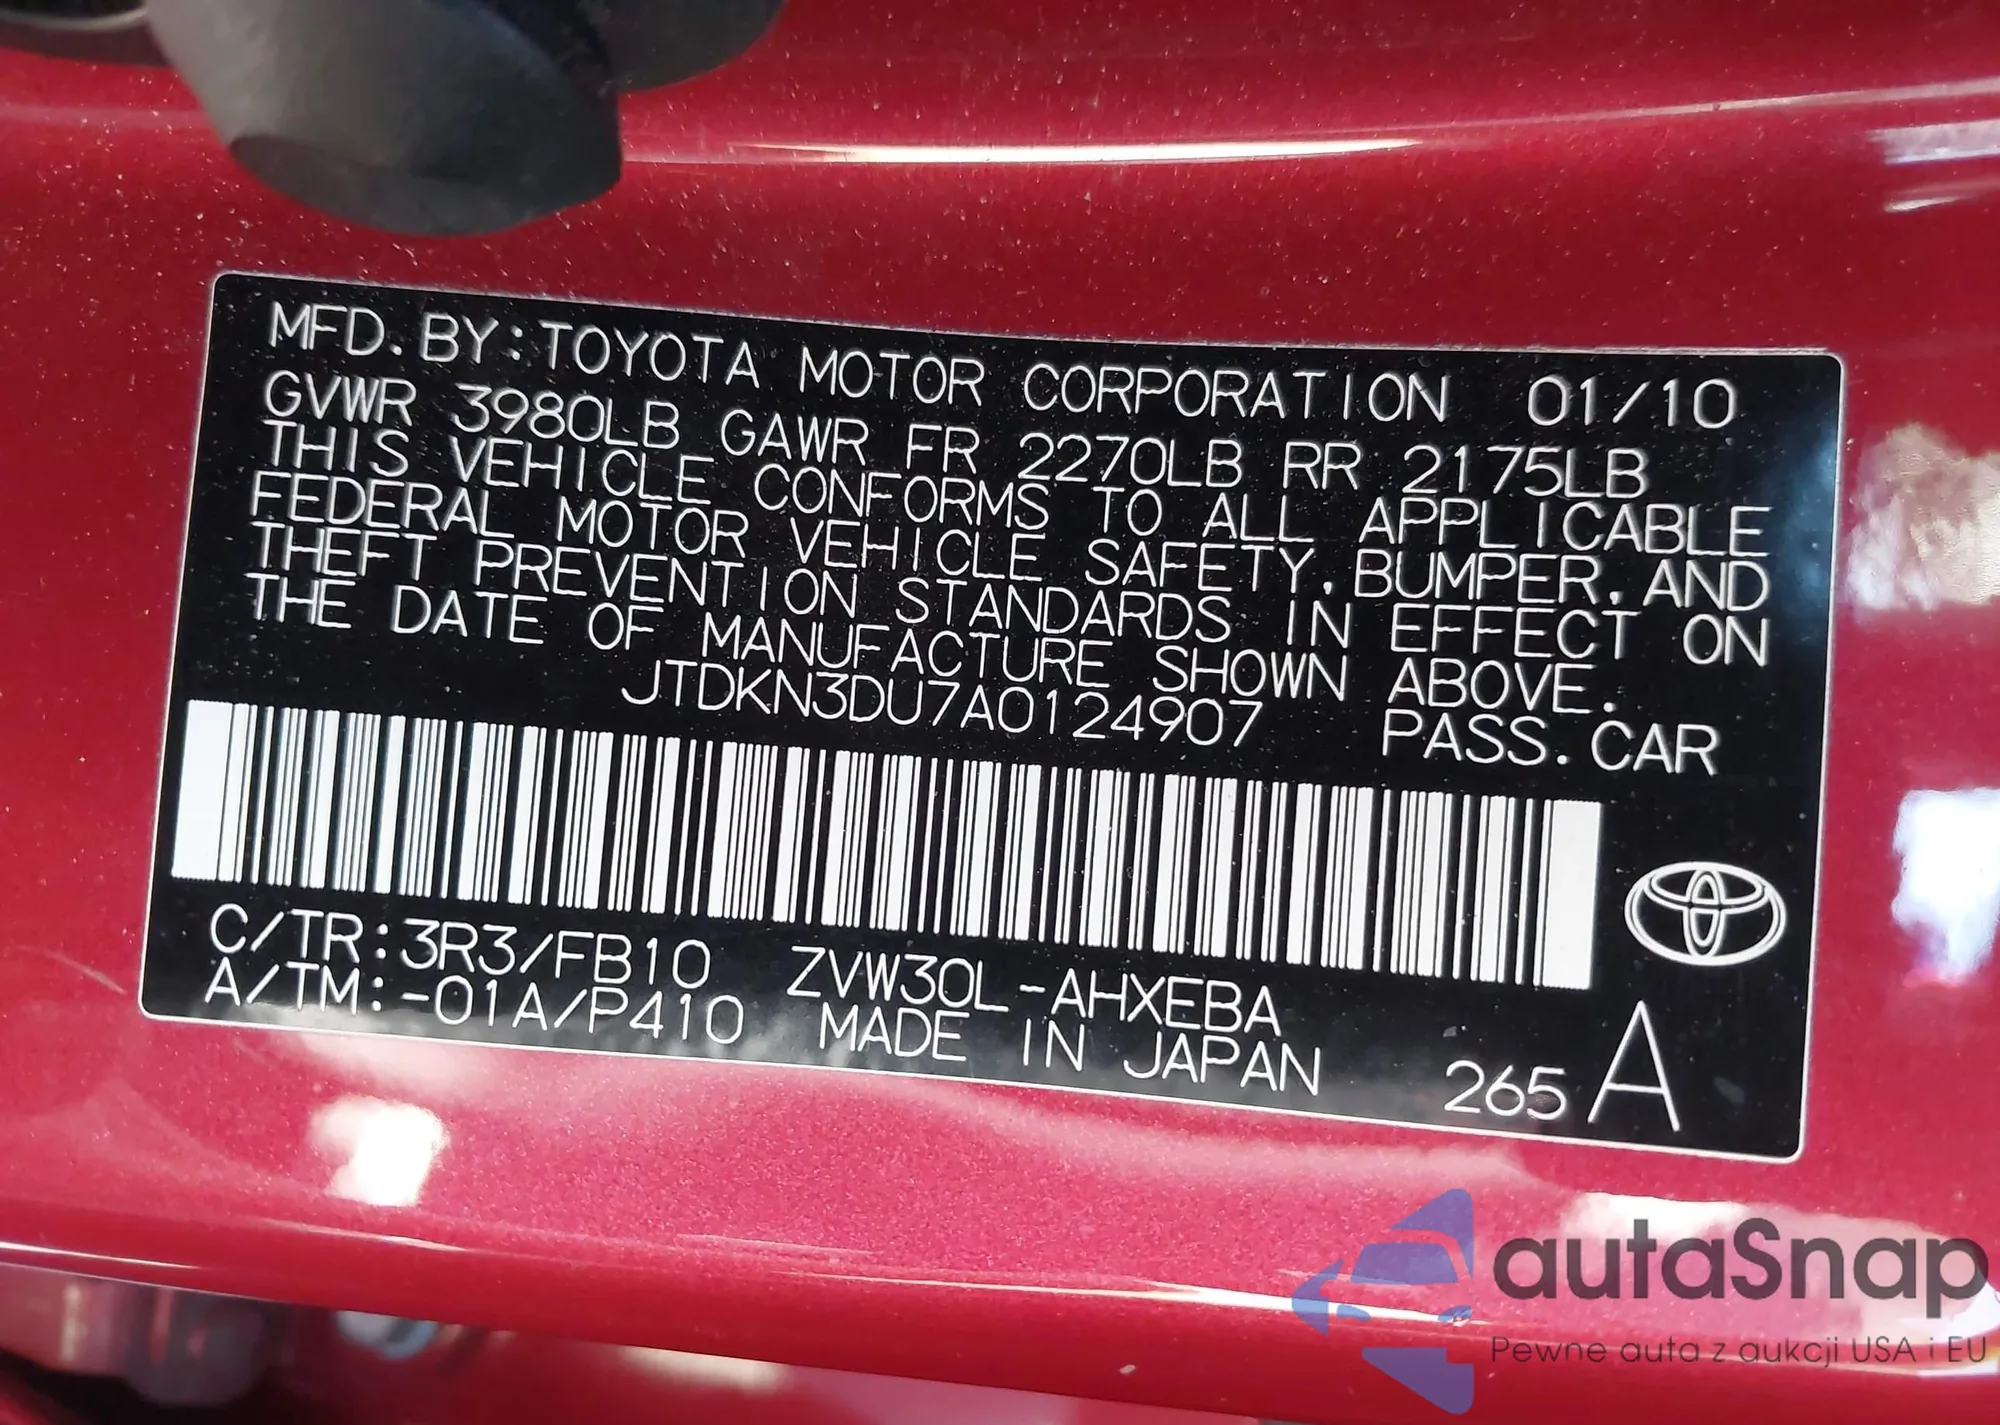 MFD. BY: TOYOTA MOTOR CORPORATION 01/10
GVWR 3980LB GAWR FR 2270LB RR 2175LB
THIS VEHICLE CONFORMS TO ALL APPLICABLE
FEDERAL MOTOR VEHICLE SAFETY, BUMPER, AND
THEFT PREVENTION STANDARDS IN EFFECT ON
THE DATE OF MANUFACTURE SHOWN ABOVE.
JTDKN3DU7A0124907 PASS. CAR
C/TR: 3R3/FB10 ZVW30L-AHXEBA
A/TM: -01A/P410 MADE IN JAPAN 265 A
autaSnap
Pewne auta z aukcji USA i EU